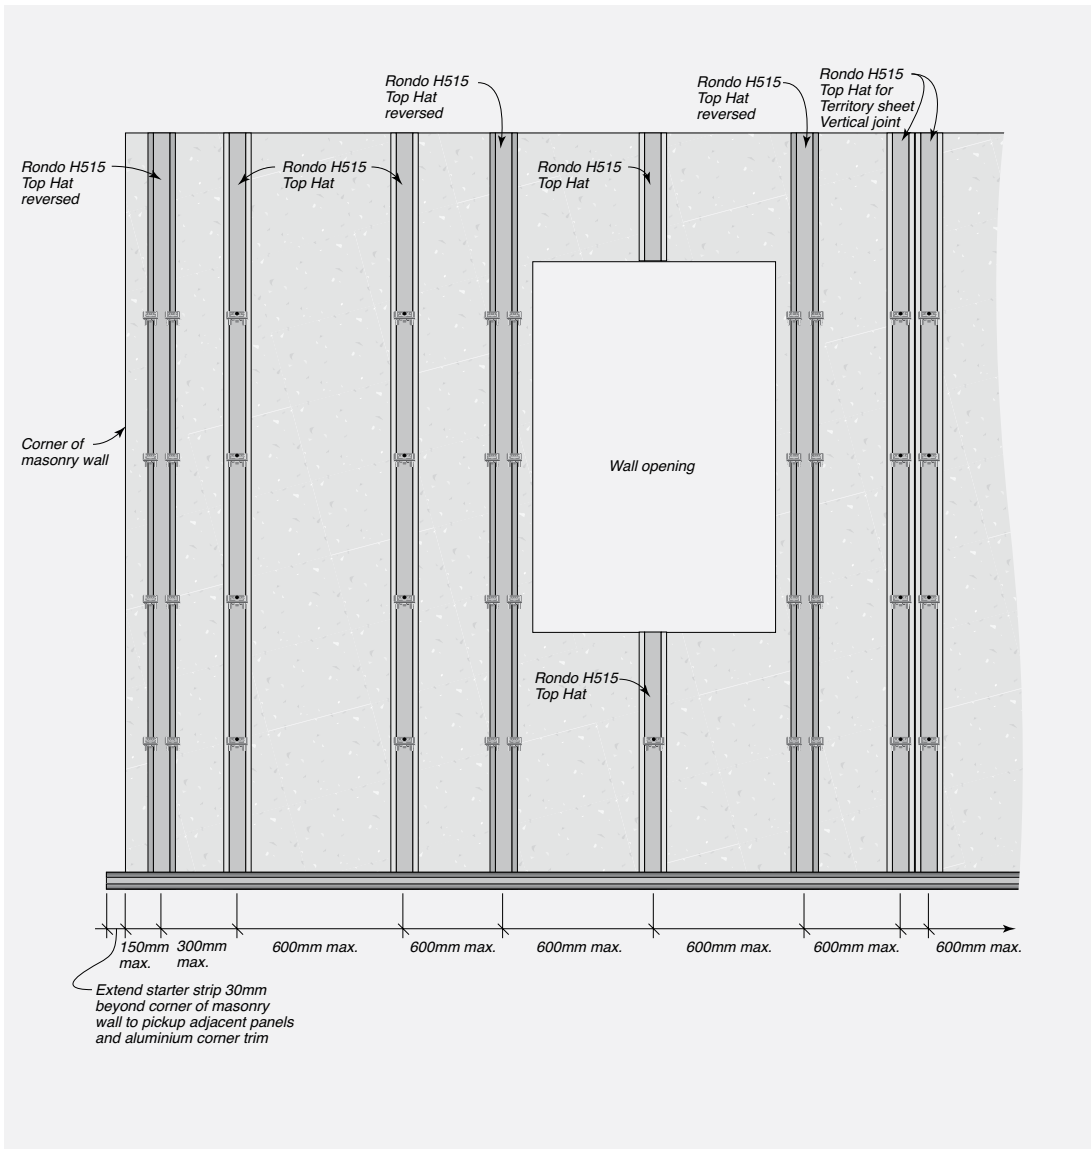 Rondo H515
Top Hat
reversed
Rondo H515
Top Hat
reversed
Rondo H515
Top Hat for
Territory sheet
Vertical joint
Rondo H515
Top Hat
reversed
Rondo H515
Top Hat
Rondo H515
Top Hat
Corner of
masonry wall
Wall opening
Rondo H515
Top Hat
150mm
max.
300mm
max.
600mm max.
600mm max.
600mm max.
600mm max.
600mm max.
600mm max.
Extend starter strip 30mm
beyond corner of masonry
wall to pickup adjacent panels
and aluminium corner trim